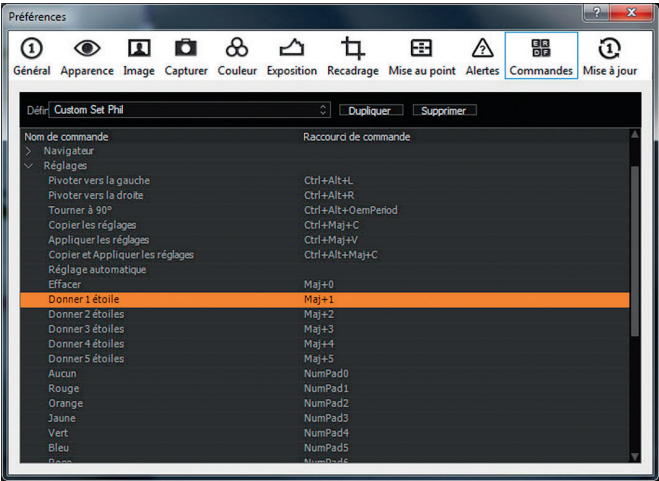 Préférences
Général Apparence Image Capturer Couleur Exposition Recadrage Mise au point Alertes Commandes Mise à jour
Défir Custom Set Phil Dupliquer Supprimer
Nom de commande Raccourci de commande
Navigateur
Réglages
Pivoter vers la gauche Ctrl+Alt+L
Pivoter vers la droite Ctrl+Alt+R
Tourner à 90° Ctrl+Alt+OemPeriod
Copier les réglages Ctrl+Maj+C
Appliquer les réglages Ctrl+Maj+V
Copier et Appliquer les réglages Ctrl+Alt+Maj+C
Réglage automatique
Effacer Maj+0
Donner 1 étoile Maj+1
Donner 2 étoiles Maj+2
Donner 3 étoiles Maj+3
Donner 4 étoiles Maj+4
Donner 5 étoiles Maj+5
Aucun NumPad0
Rouge NumPad1
Orange NumPad2
Jaune NumPad3
Vert NumPad4
Bleu NumPad5